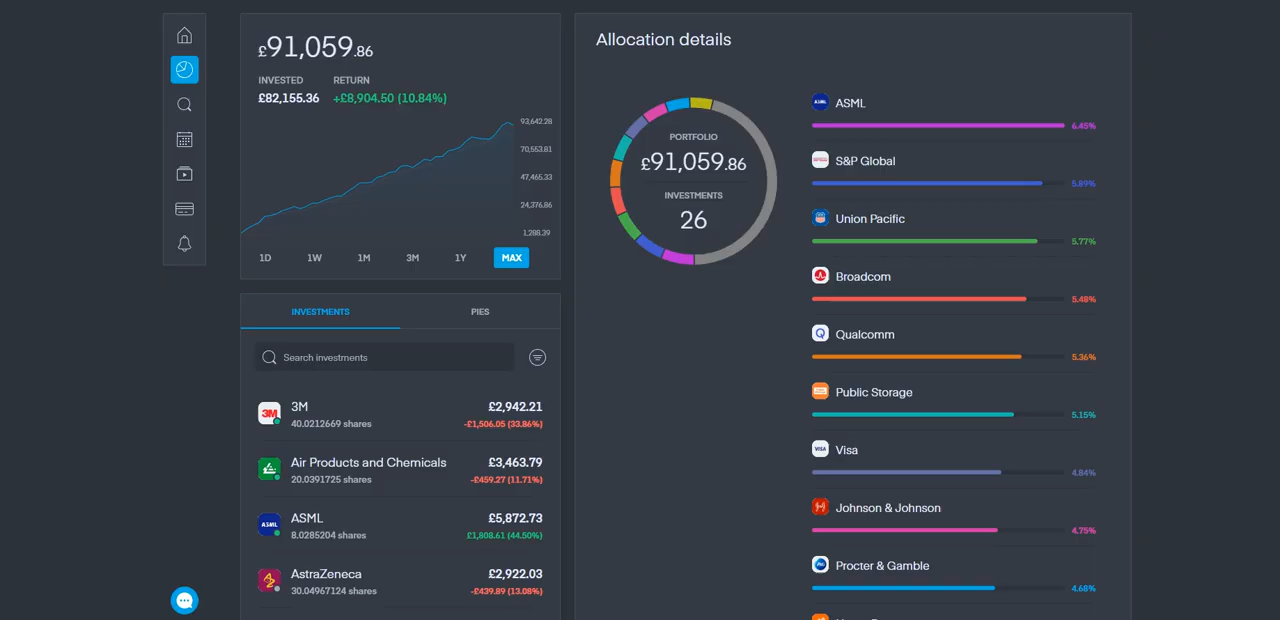 £91,059.86
INVESTED RETURN
£82,155.36 +£8,904.50 (10.84%)
93,642.28
70,553.81
47,465.33
24,376.86
1,288.39
1D 1W 1M 3M 1Y MAX
INVESTMENTS PIES
Search investments
3M £2,942.21
40.0212669 shares -£1,506.05 (33.86%)
Air Products and Chemicals £3,463.79
20.0391725 shares -£459.27 (11.71%)
ASML £5,872.73
8.0285204 shares £1,808.61 (44.50%)
AstraZeneca £2,922.03
30.04967124 shares -£439.89 (13.08%)
Allocation details
PORTFOLIO
£91,059.86
INVESTMENTS
26
ASML
6.45%
S&P Global
5.89%
Union Pacific
5.77%
Broadcom
5.48%
Qualcomm
5.36%
Public Storage
5.15%
VISA Visa
4.84%
Johnson & Johnson
4.75%
Procter & Gamble
4.68%